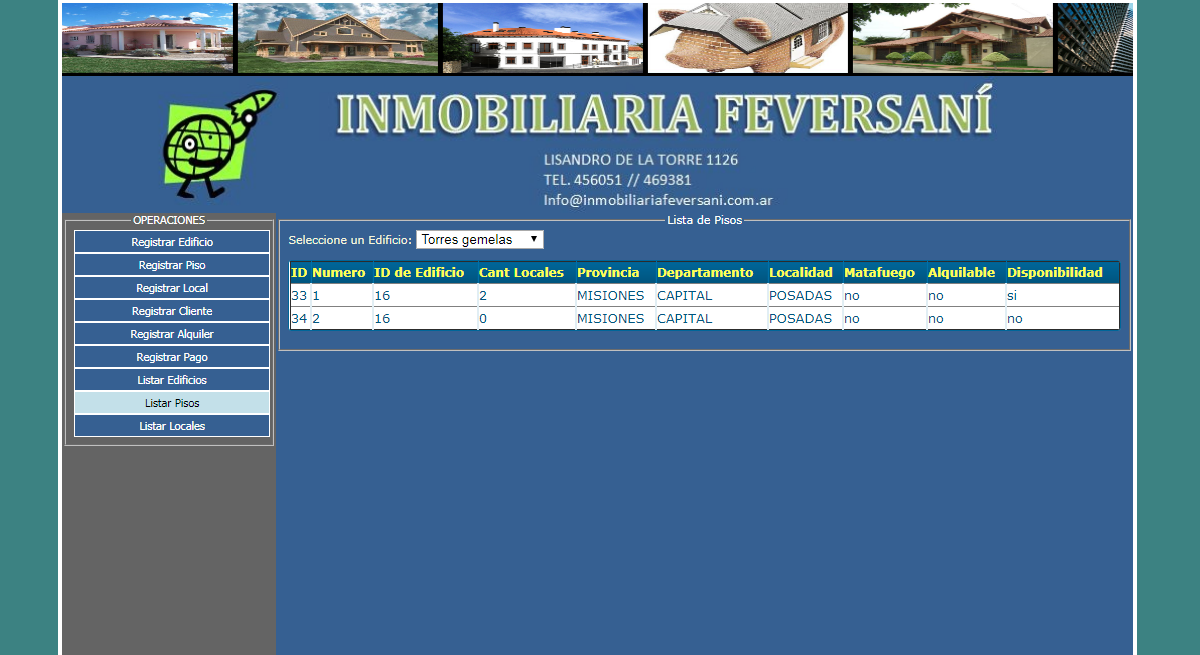 INMOBILIARIA FEVERSANÍ
LISANDRO DE LA TORRE 1126
TEL. 456051 // 469381
Info@inmobiliariafeversani.com.ar
OPERACIONES
Registrar Edificio
Registrar Piso
Registrar Local
Registrar Cliente
Registrar Alquiler
Registrar Pago
Listar Edificios
Listar Pisos
Listar Locales
Lista de Pisos
Seleccione un Edificio: Torres gemelas
ID Numero ID de Edificio Cant Locales Provincia Departamento Localidad Matafuego Alquilable Disponibilidad
33 1 16 2 MISIONES CAPITAL POSADAS no no si
34 2 16 0 MISIONES CAPITAL POSADAS no no no